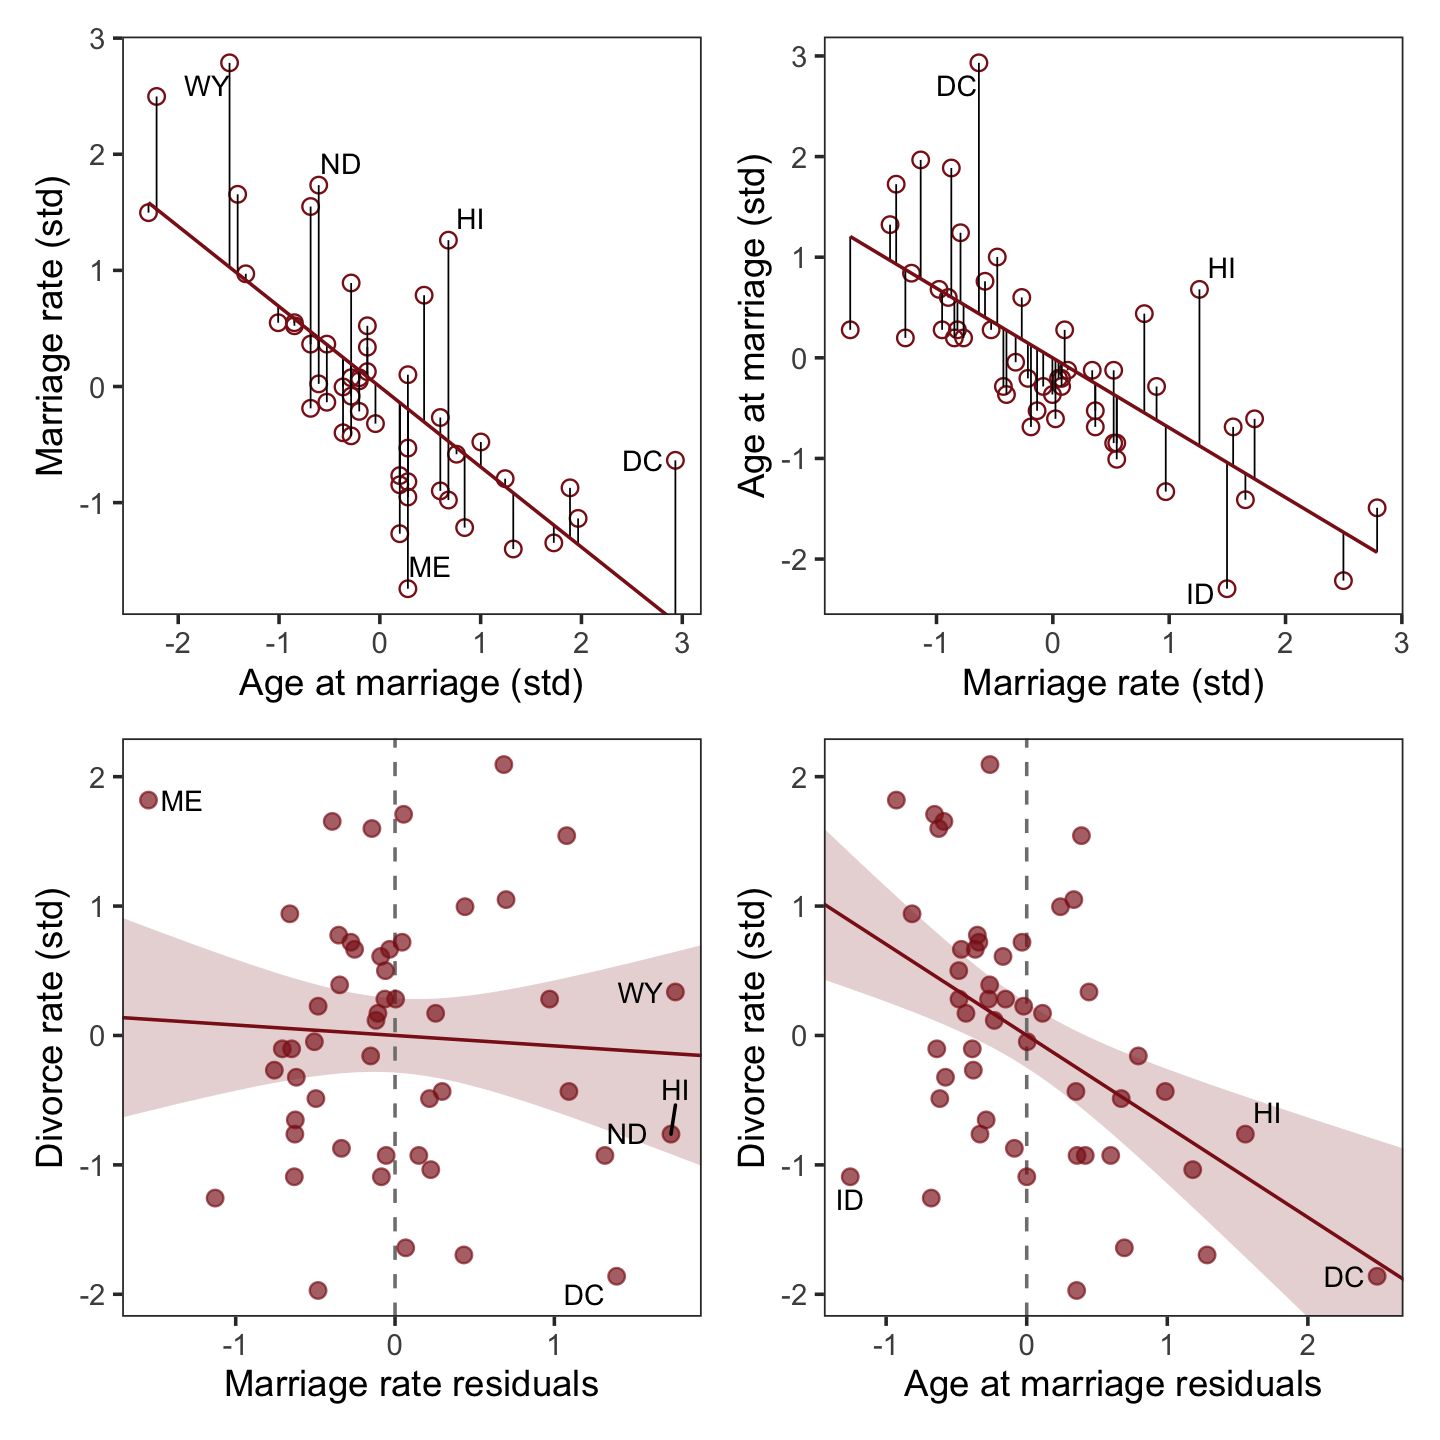 3
2
1
0
-1
-2
-1
0
1
2
3
Marriage rate (std)
Age at marriage (std)
WY
ND
HI
DC
ME
3
2
1
0
-1
-2
-1
0
1
2
3
Age at marriage (std)
Marriage rate (std)
DC
HI
ID
2
1
0
-1
-2
-1
0
1
Divorce rate (std)
Marriage rate residuals
ME
WY
HI
ND
DC
2
1
0
-1
-2
-1
0
1
2
Divorce rate (std)
Age at marriage residuals
HI
ID
DC